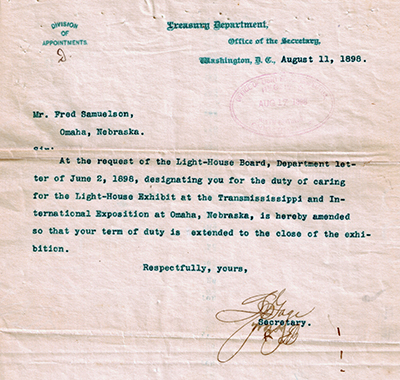 Treasury Department,
DIVISION
OF
APPOINTMENTS.
Office of the Secretary,
Washington, D. C., August 11, 1898.
Mr. Fred Samuelson,
Omaha, Nebraska.
At the request of the Light-House Board, Department let-
ter of June 2, 1898, designating you for the duty of caring
for the Light-House Exhibit at the Transmississippi and In-
ternational Exposition at Omaha, Nebraska, is hereby amended
so that your term of duty is extended to the close of the exhi-
bition.
Respectfully, yours,
Secretary.